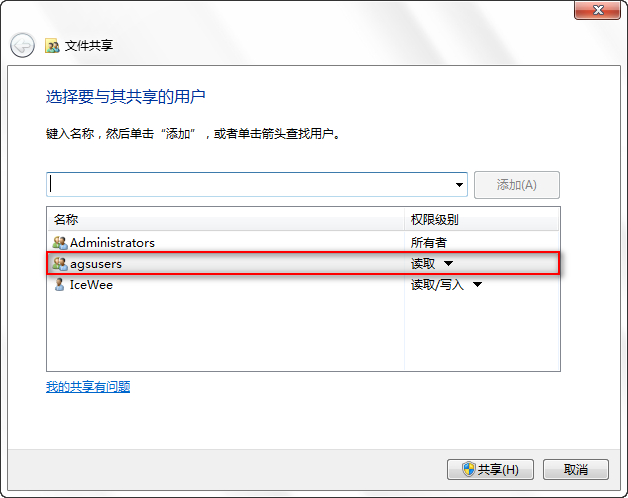 文件共享
选择要与其共享的用户
键入名称，然后单击“添加”，或者单击箭头查找用户。
添加(A)
名称 权限级别
Administrators 所有者
agsusers 读取
IceWee 读取/写入
我的共享有问题
共享(H) 取消